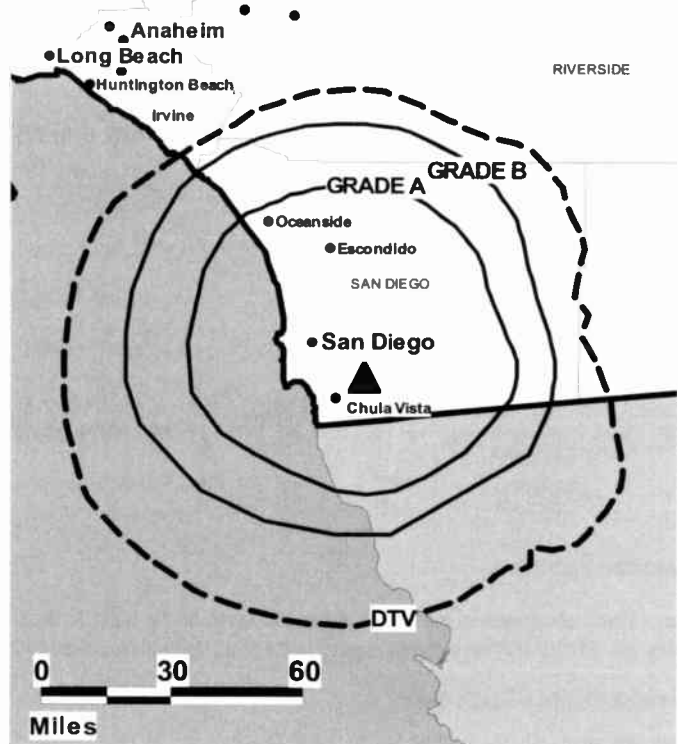 Anaheim
Long Beach
RIVERSIDE
Huntington Beach
Irvine
GRADE B
GRADE A
Oceanside
Escondido
SAN DIEGO
San Diego
Chula Vista
DTV
0 30 60
Miles